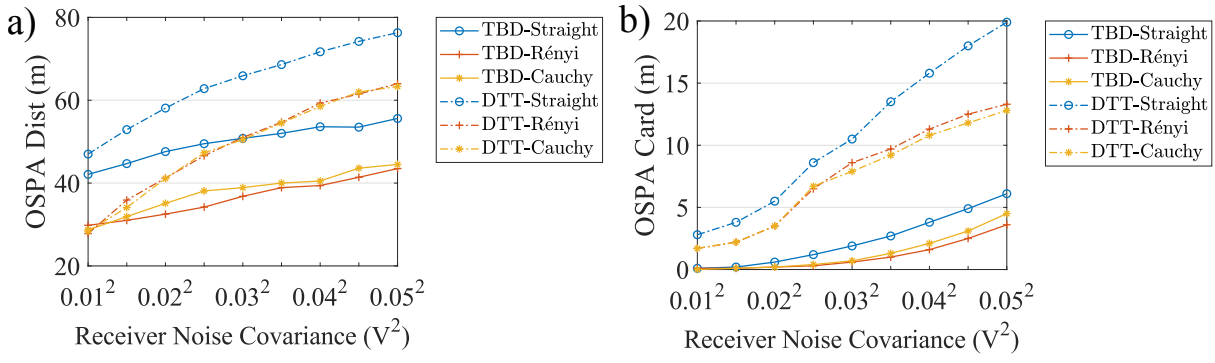 a)
OSPA Dist (m)
80
60
40
20
0.01²
0.02²
0.03²
0.04²
0.05²
Receiver Noise Covariance (V²)
TBD-Straight
TBD-Rényi
TBD-Cauchy
DTT-Straight
DTT-Rényi
DTT-Cauchy
b)
OSPA Card (m)
20
15
10
5
0
0.01²
0.02²
0.03²
0.04²
0.05²
Receiver Noise Covariance (V²)
TBD-Straight
TBD-Rényi
TBD-Cauchy
DTT-Straight
DTT-Rényi
DTT-Cauchy